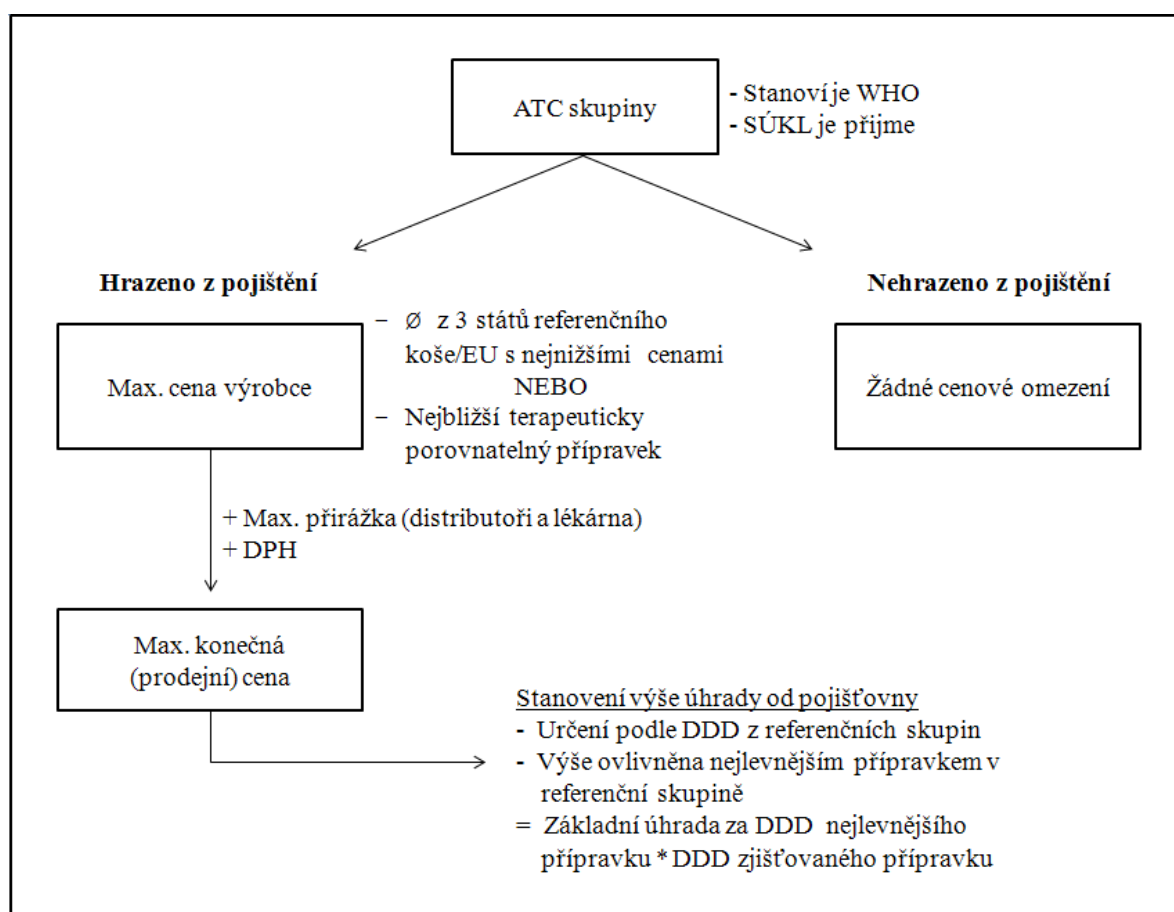 ATC skupiny
- Stanoví je WHO
- SÚKL je přijme
Hrazeno z pojištění
Nehrazeno z pojištění
Max. cena výrobce
− Ø z 3 států referenčního
koše/EU s nejnižšími cenami
NEBO
− Nejbližší terapeuticky
porovnatelný přípravek
Žádné cenové omezení
+ Max. přirážka (distributoři a lékárna)
+ DPH
Max. konečná
(prodejní) cena
Stanovení výše úhrady od pojišťovny
- Určení podle DDD z referenčních skupin
- Výše ovlivněna nejlevnějším přípravkem v
referenční skupině
= Základní úhrada za DDD nejlevnějšího
přípravku * DDD zjišťovaného přípravku